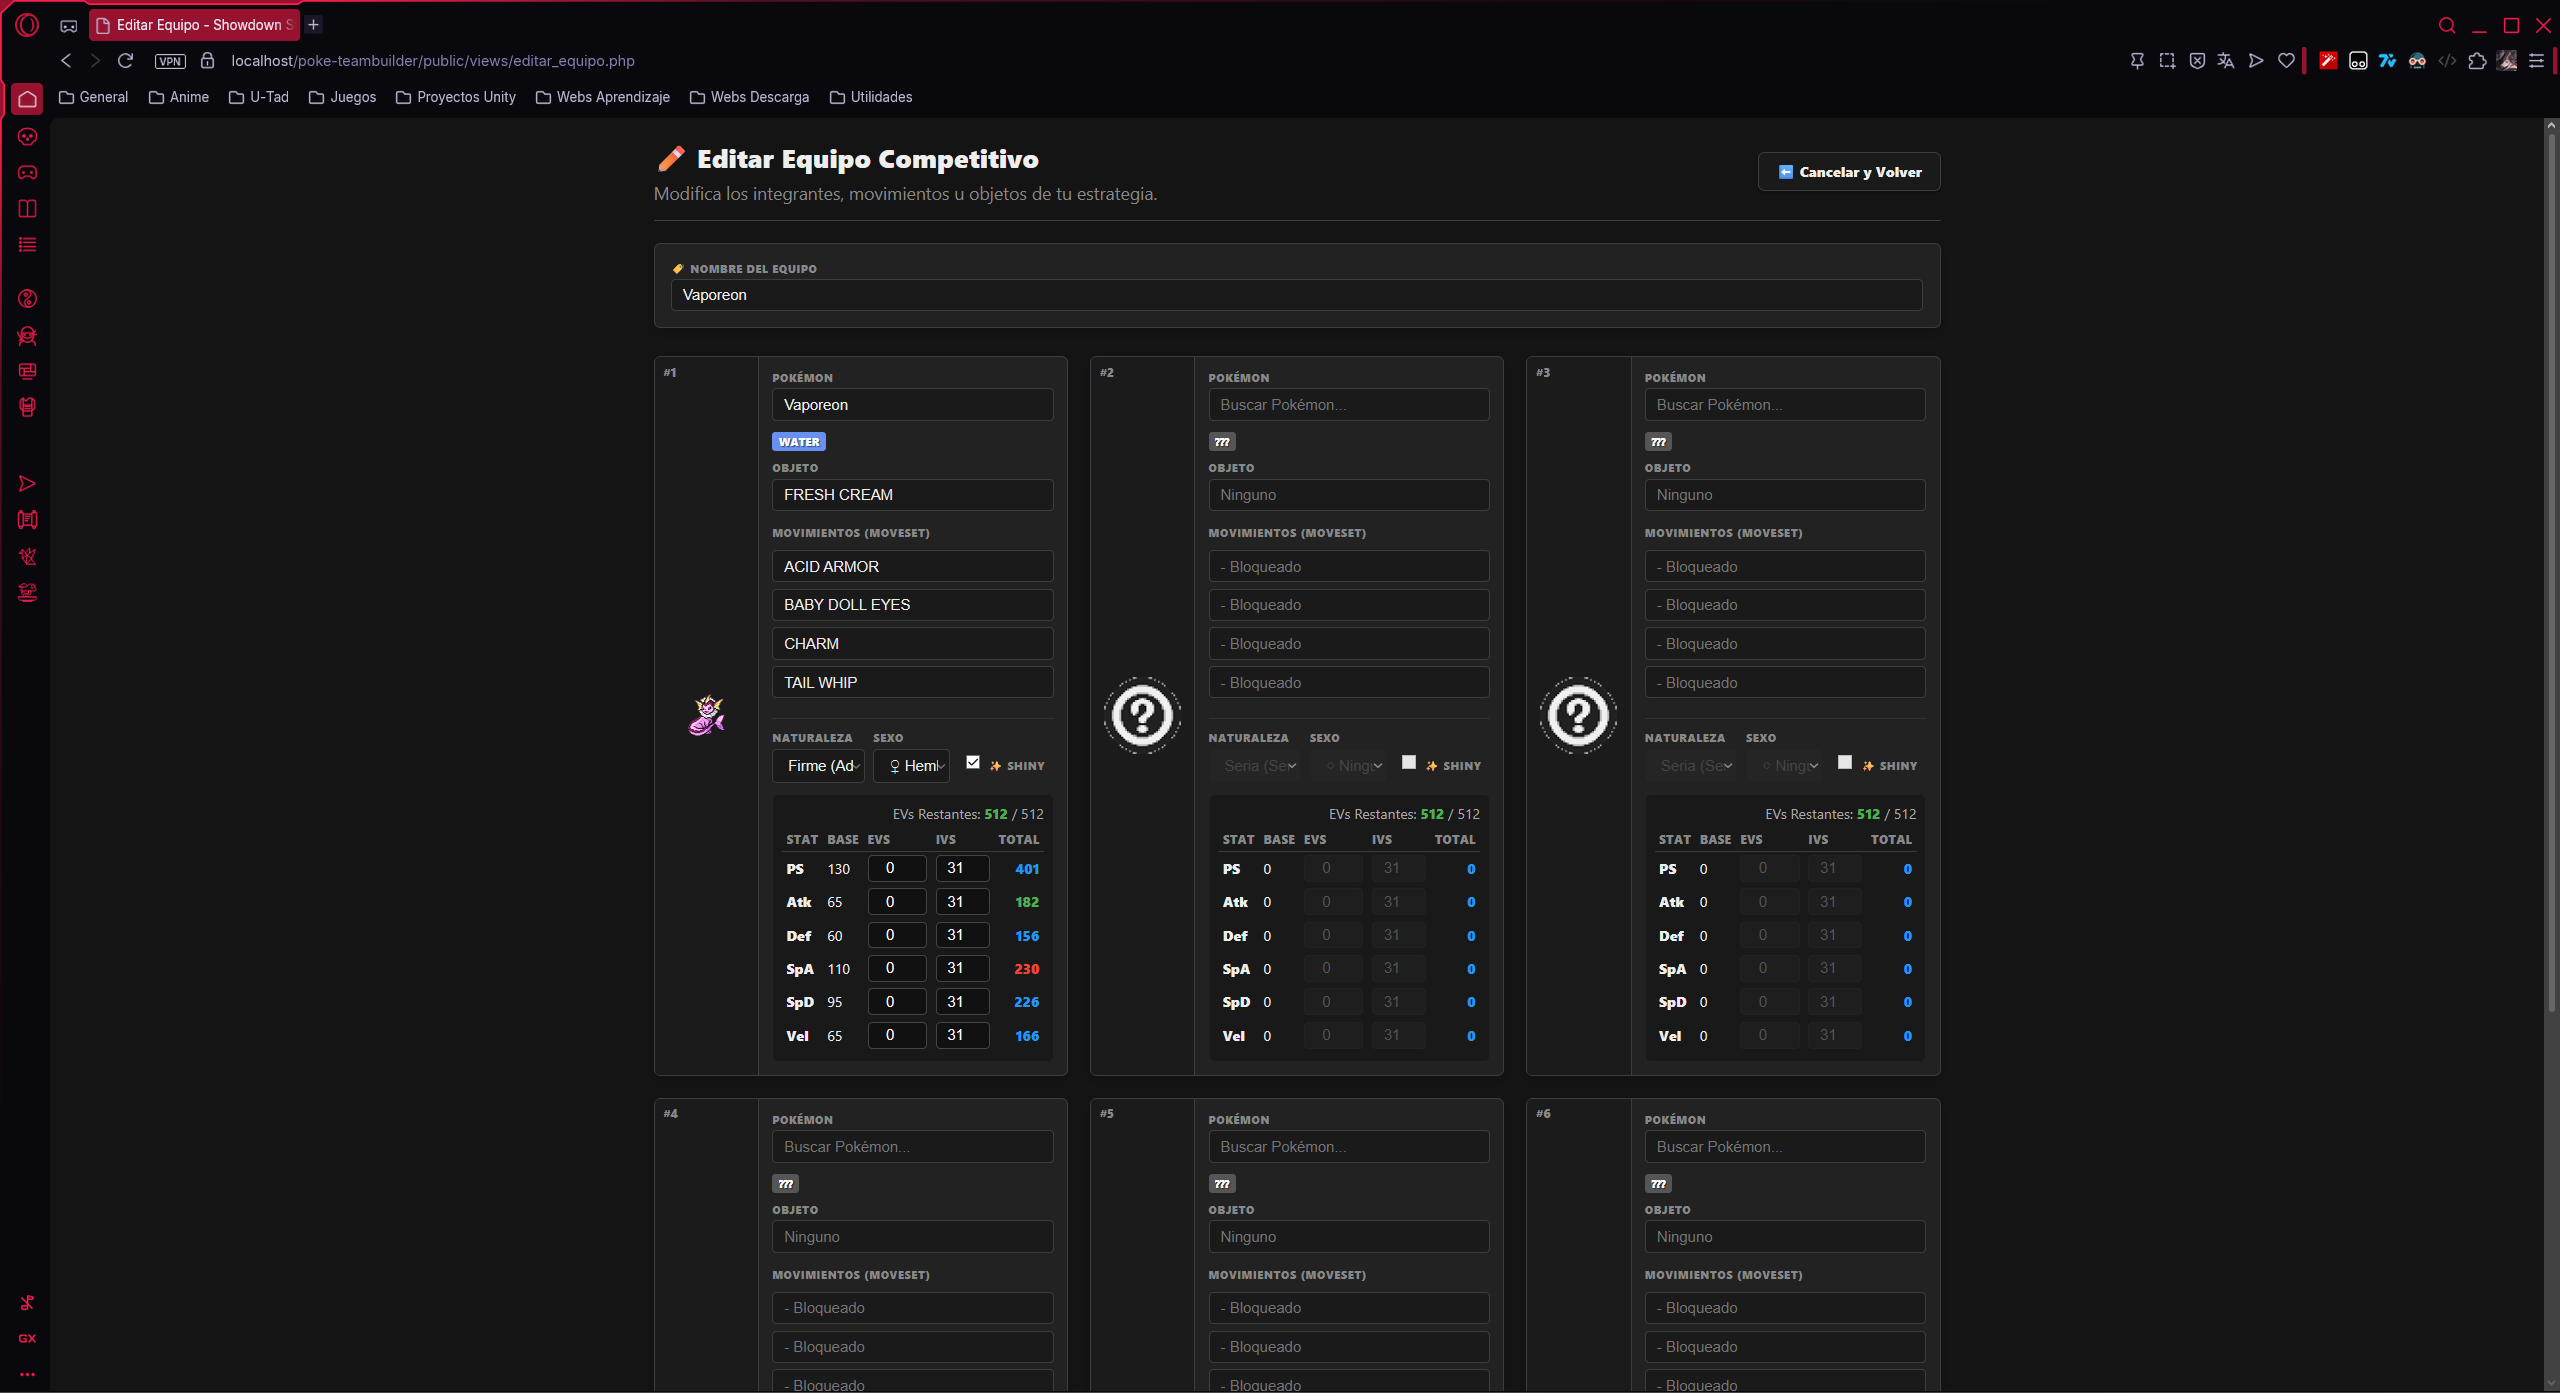 Editar Equipo - Showdown S
VPN
localhost/poke-teambuilder/public/views/editar_equipo.php
General Anime U-Tad Juegos Proyectos Unity Webs Aprendizaje Webs Descarga Utilidades
Editar Equipo Competitivo
Modifica los integrantes, movimientos u objetos de tu estrategia.
Cancelar y Volver
NOMBRE DEL EQUIPO
Vaporeon
#1
POKÉMON
Vaporeon
WATER
OBJETO
FRESH CREAM
MOVIMIENTOS (MOVESET)
ACID ARMOR
BABY DOLL EYES
CHARM
TAIL WHIP
NATURALEZA SEXO
Firme (Ad ♀ Hem SHINY
EVs Restantes: 512 / 512
STAT BASE EVS IVS TOTAL
PS 130 0 31 401
Atk 65 0 31 182
Def 60 0 31 156
SpA 110 0 31 230
SpD 95 0 31 226
Vel 65 0 31 166
#2
POKÉMON
Buscar Pokémon...
???
OBJETO
Ninguno
MOVIMIENTOS (MOVESET)
- Bloqueado
- Bloqueado
- Bloqueado
- Bloqueado
?
NATURALEZA SEXO
Seria (Se Ning SHINY
EVs Restantes: 512 / 512
STAT BASE EVS IVS TOTAL
PS 0 0 31 0
Atk 0 0 31 0
Def 0 0 31 0
SpA 0 0 31 0
SpD 0 0 31 0
Vel 0 0 31 0
#3
POKÉMON
Buscar Pokémon...
???
OBJETO
Ninguno
MOVIMIENTOS (MOVESET)
- Bloqueado
- Bloqueado
- Bloqueado
- Bloqueado
?
NATURALEZA SEXO
Seria (Se Ning SHINY
EVs Restantes: 512 / 512
STAT BASE EVS IVS TOTAL
PS 0 0 31 0
Atk 0 0 31 0
Def 0 0 31 0
SpA 0 0 31 0
SpD 0 0 31 0
Vel 0 0 31 0
#4
POKÉMON
Buscar Pokémon...
???
OBJETO
Ninguno
MOVIMIENTOS (MOVESET)
- Bloqueado
- Bloqueado
- Bloqueado
#5
POKÉMON
Buscar Pokémon...
???
OBJETO
Ninguno
MOVIMIENTOS (MOVESET)
- Bloqueado
- Bloqueado
- Bloqueado
#6
POKÉMON
Buscar Pokémon...
???
OBJETO
Ninguno
MOVIMIENTOS (MOVESET)
- Bloqueado
- Bloqueado
- Bloqueado
GX